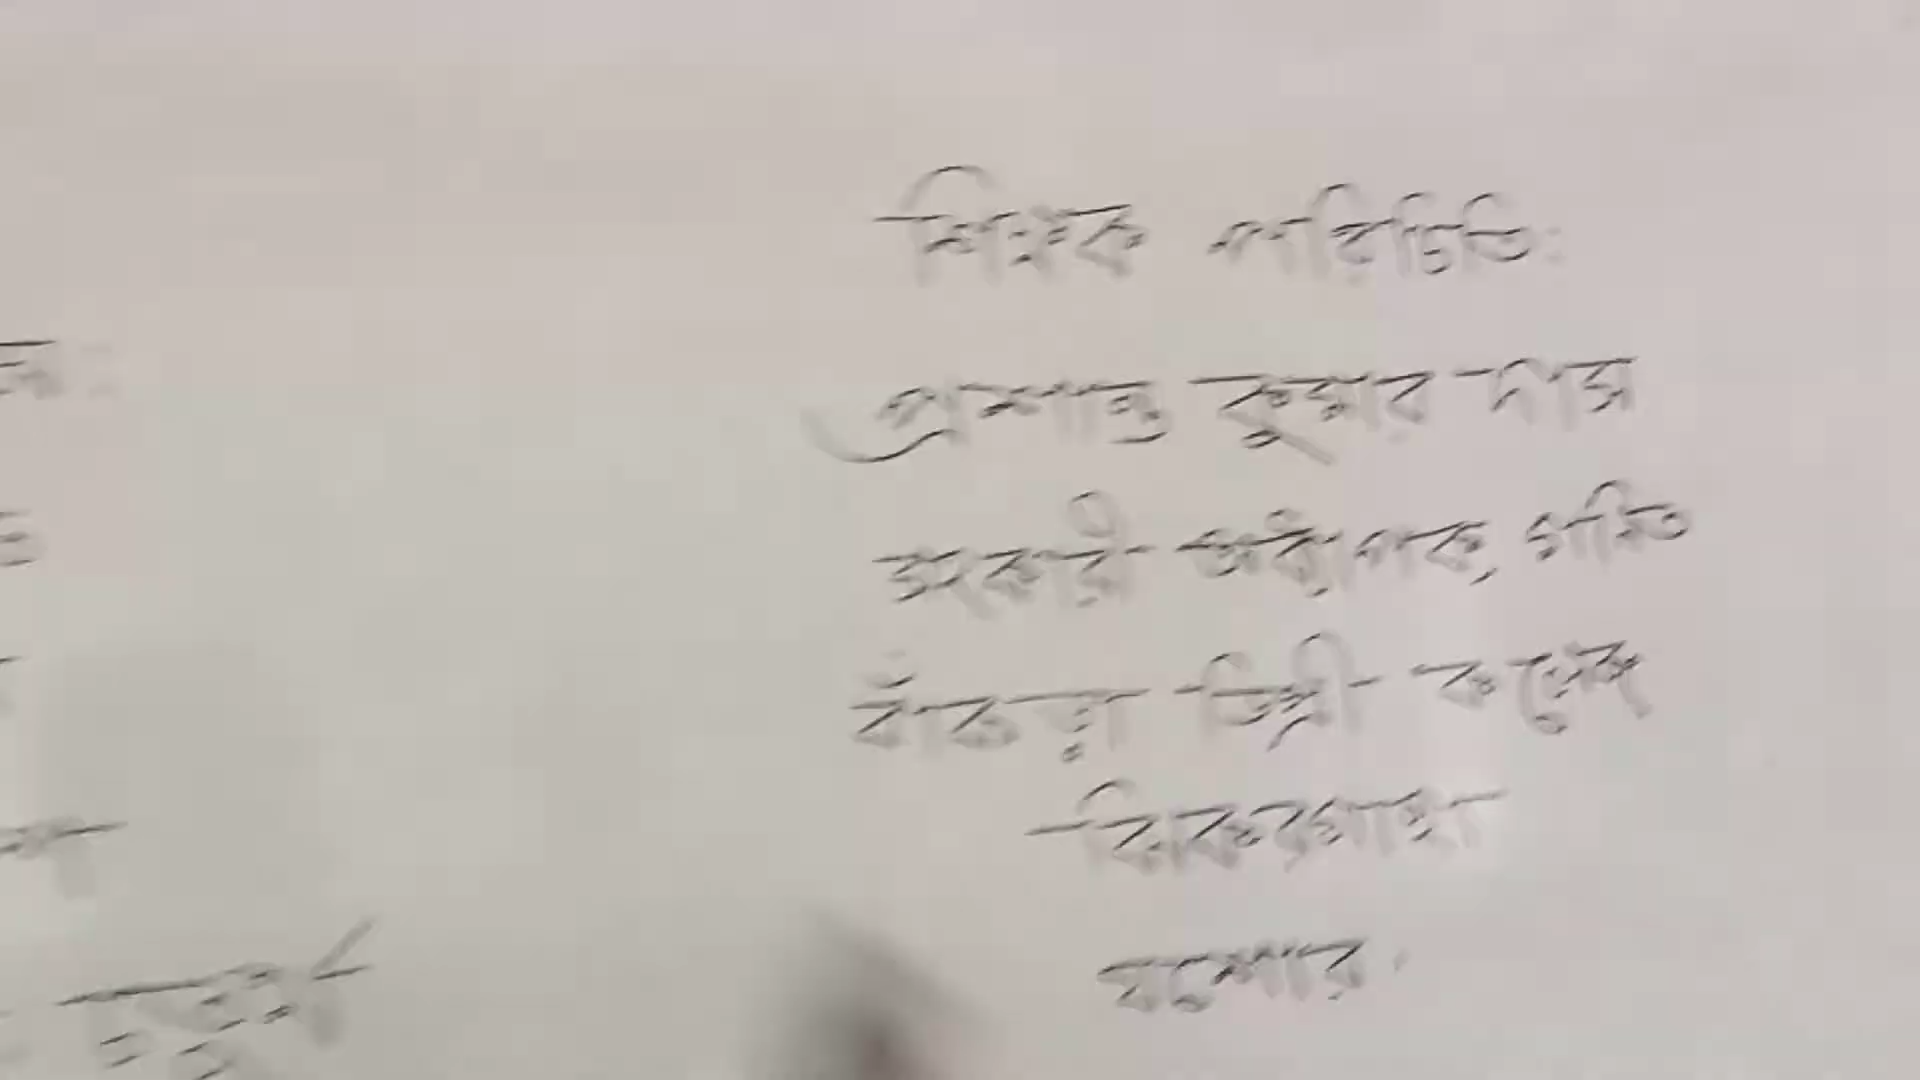 শিক্ষক পরিচিতি:
প্রশান্ত কুমার দাস
সহকারী অধ্যাপক, গণিত
বাঁকড়া ডিগ্রী কলেজ
ঝিকরগাছা
যশোর।